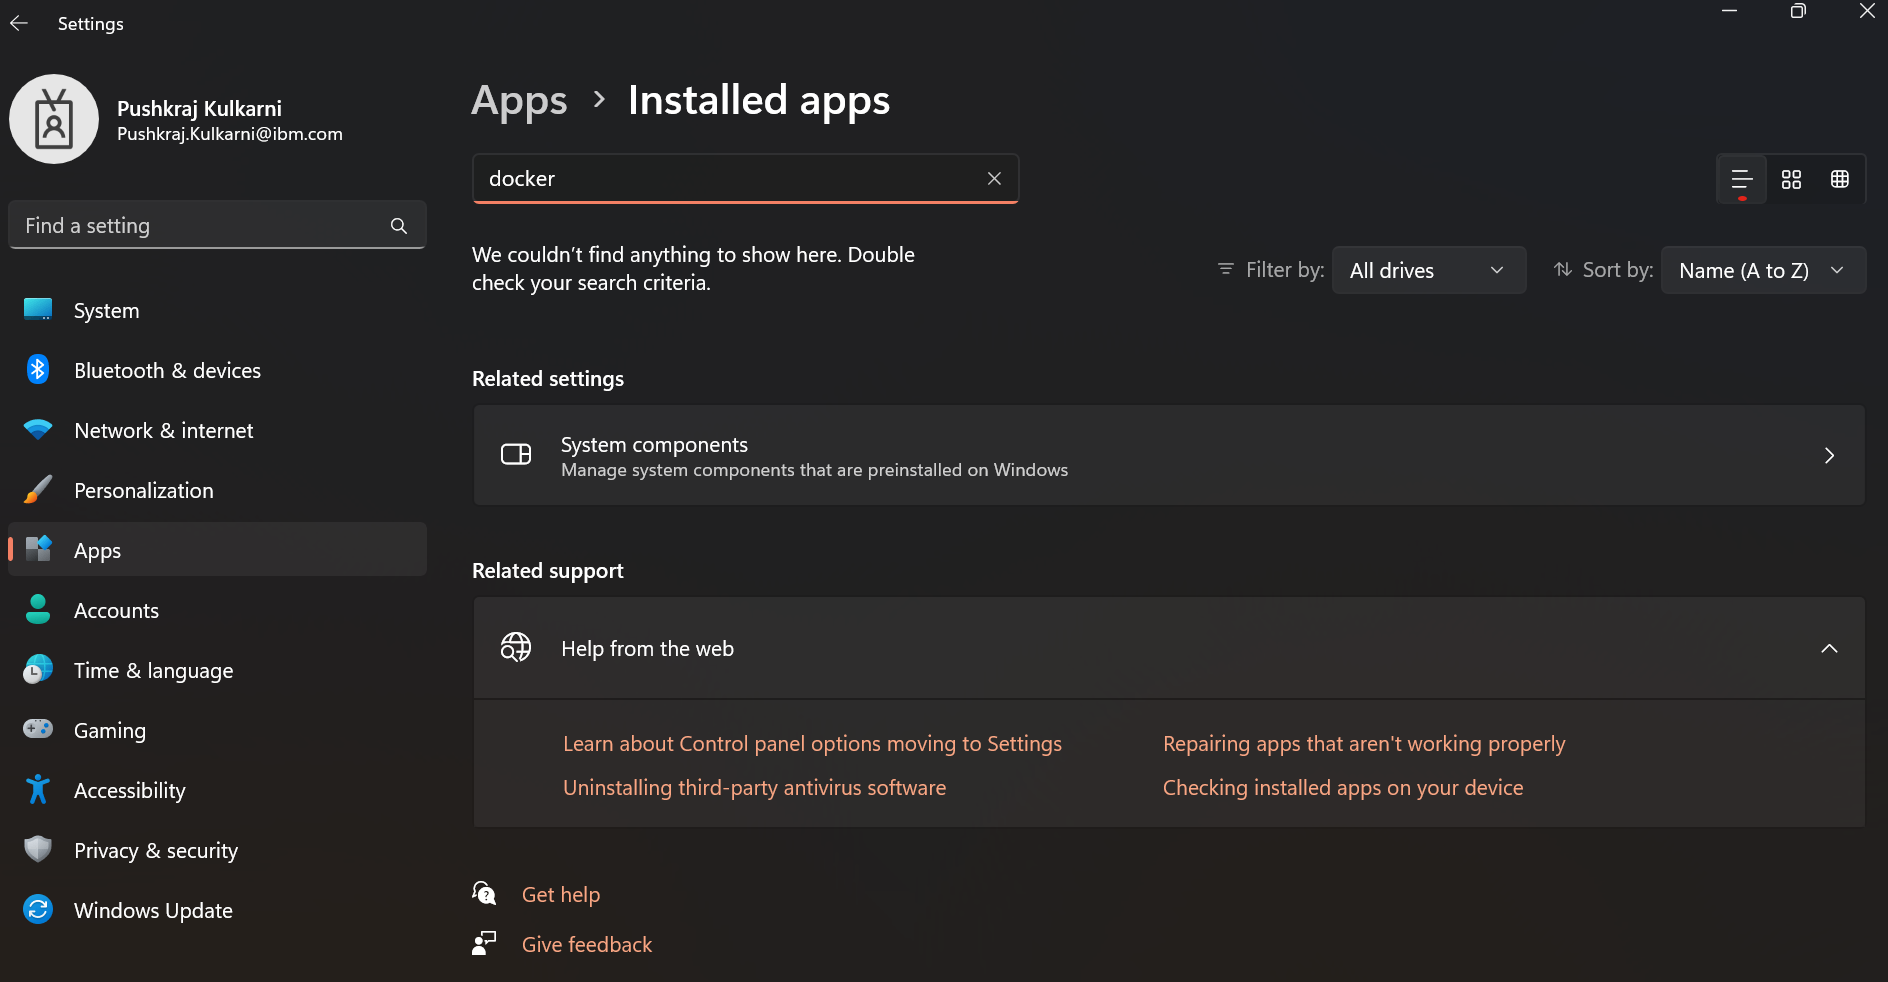 Settings
Pushkraj Kulkarni
Pushkraj.Kulkarni@ibm.com
Find a setting
System
Bluetooth & devices
Network & internet
Personalization
Apps
Accounts
Time & language
Gaming
Accessibility
Privacy & security
Windows Update
Apps > Installed apps
docker
We couldn't find anything to show here. Double
check your search criteria.
Filter by: All drives
Sort by: Name (A to Z)
Related settings
System components
Manage system components that are preinstalled on Windows
Related support
Help from the web
Learn about Control panel options moving to Settings
Repairing apps that aren't working properly
Uninstalling third-party antivirus software
Checking installed apps on your device
Get help
Give feedback